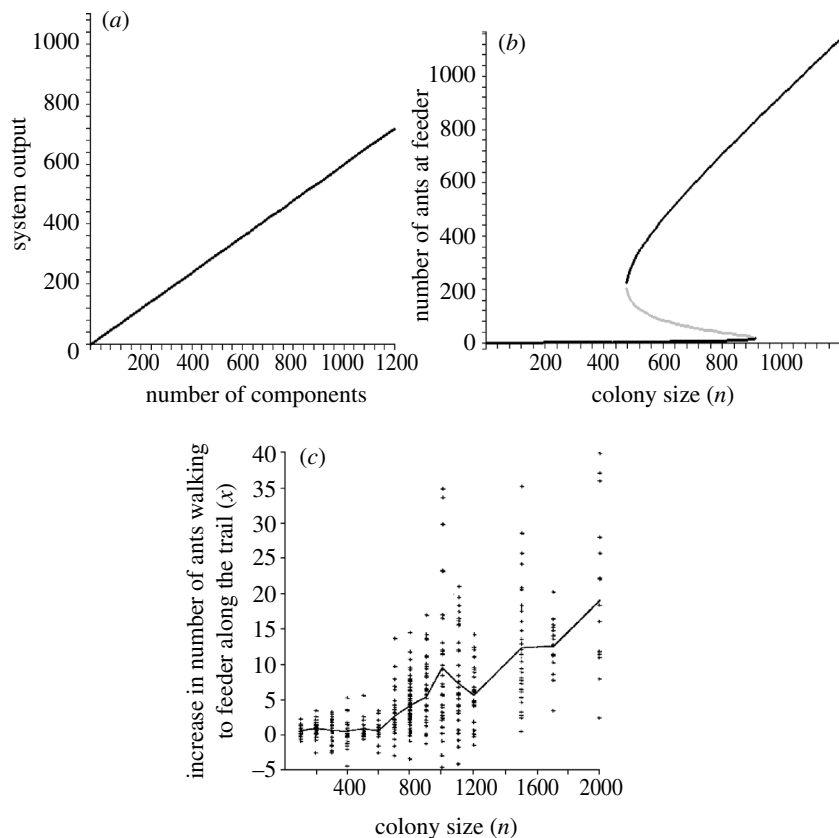 (a)
1000
800
600
400
200
0
system output
200 400 600 800 1000 1200
number of components
(b)
1000
800
600
400
200
0
number of ants at feeder
200 400 600 800 1000
colony size (n)
(c)
40
35
30
25
20
15
10
5
0
–5
increase in number of ants walking
to feeder along the trail (x)
400 800 1200 1600 2000
colony size (n)